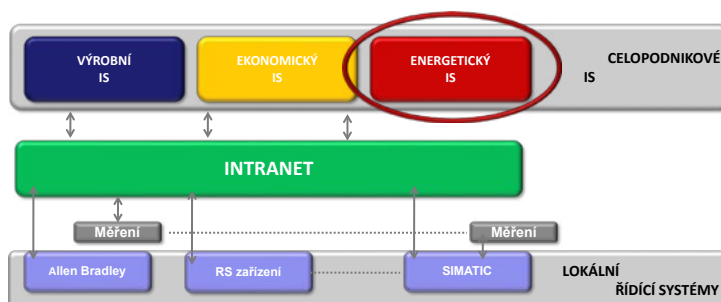 VÝROBNÍ
IS
EKONOMICKÝ
IS
ENERGETICKÝ
IS
CELOPODNIKOVÉ
IS
INTRANET
Měření
Měření
Allen Bradley
RS zařízení
SIMATIC
LOKÁLNÍ
ŘÍDÍCÍ SYSTÉMY